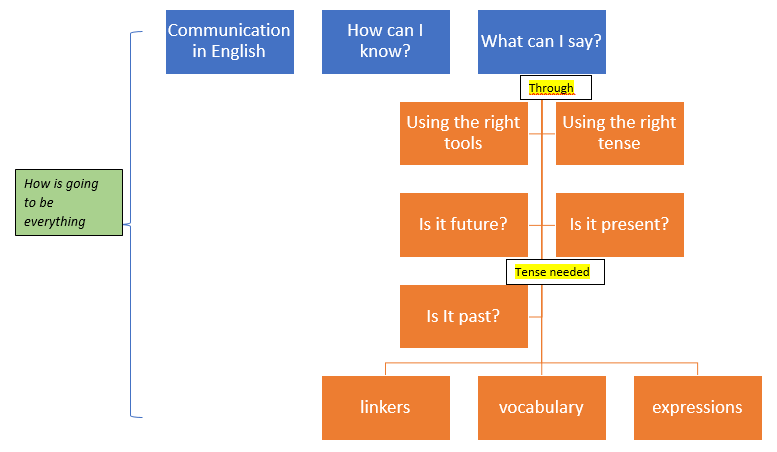 Communication
in English
How can I
know?
What can I say?
Through
Using the right
tools
Using the right
tense
How is going
to be
everything
Is it future?
Is it present?
Tense needed
Is It past?
linkers
vocabulary
expressions